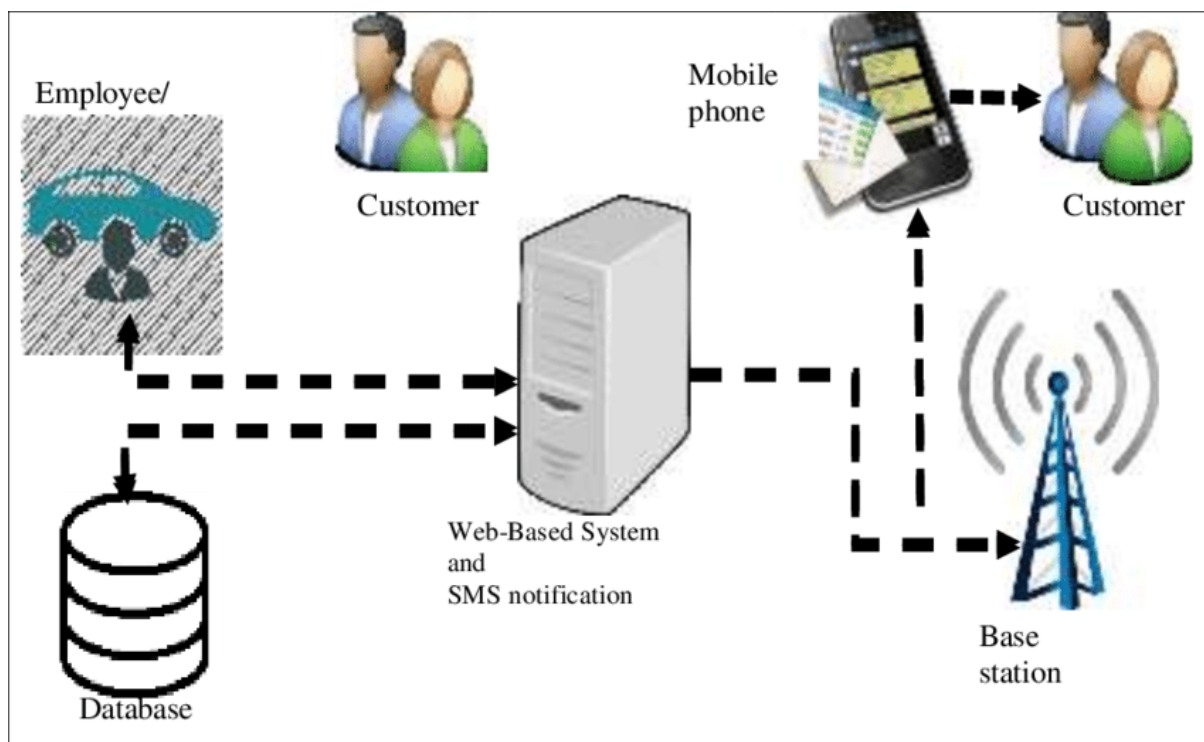 Employee/
Customer
Mobile
phone
Customer
Web-Based System
and
SMS notification
Base
station
Database